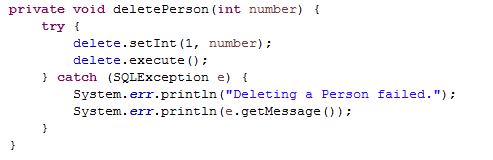 private void deletePerson(int number) {
    try {
        delete.setInt(1, number);
        delete.execute();
    } catch (SQLException e) {
        System.err.println("Deleting a Person failed.");
        System.err.println(e.getMessage());
    }
}